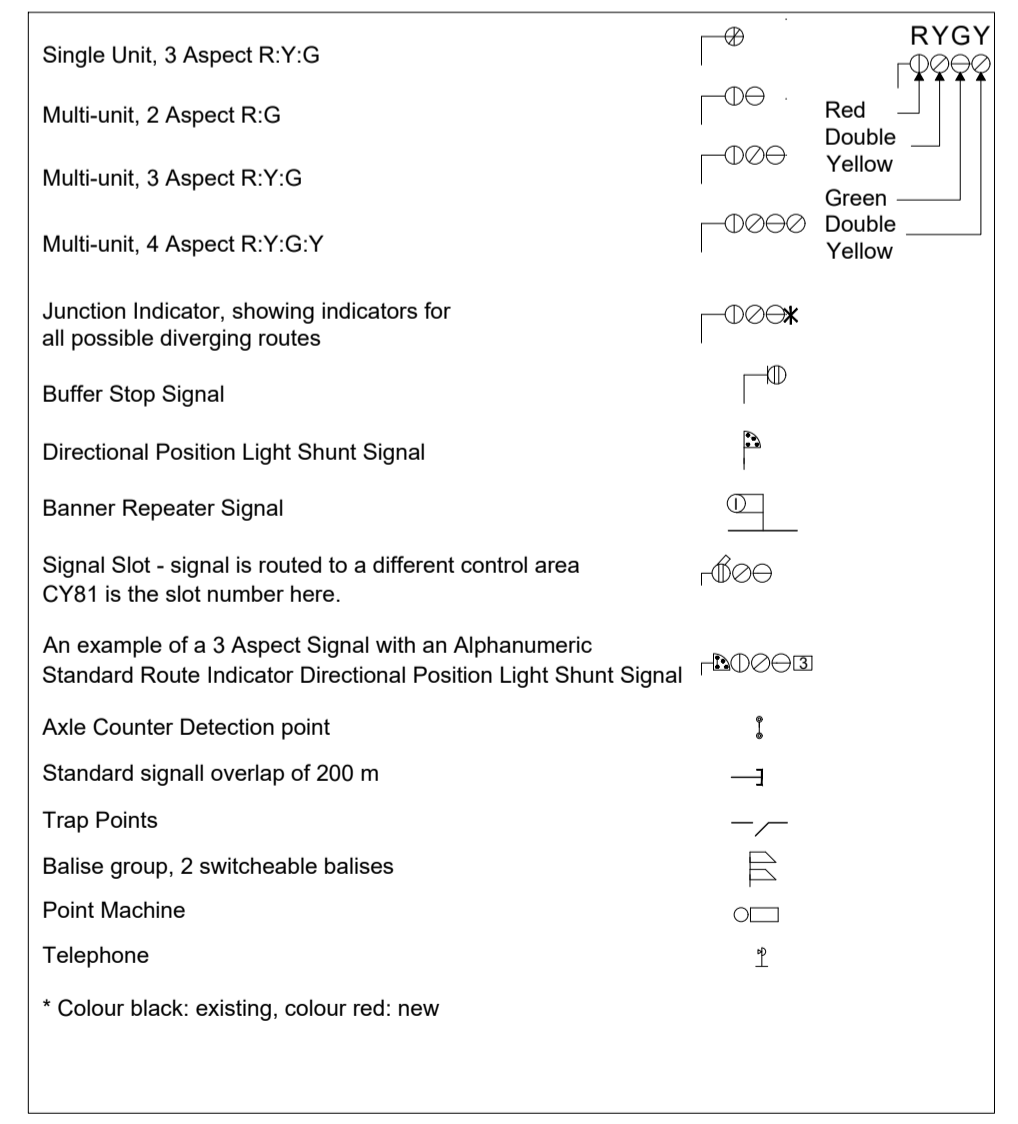 Single Unit, 3 Aspect R:Y:G
RYGY
Multi-unit, 2 Aspect R:G
Red
Double
Yellow
Multi-unit, 3 Aspect R:Y:G
Green
Double
Yellow
Multi-unit, 4 Aspect R:Y:G:Y
Junction Indicator, showing indicators for
all possible diverging routes
Buffer Stop Signal
Directional Position Light Shunt Signal
Banner Repeater Signal
Signal Slot - signal is routed to a different control area
CY81 is the slot number here.
An example of a 3 Aspect Signal with an Alphanumeric
Standard Route Indicator Directional Position Light Shunt Signal
3
Axle Counter Detection point
Standard signall overlap of 200 m
Trap Points
Balise group, 2 switcheable balises
Point Machine
Telephone
* Colour black: existing, colour red: new